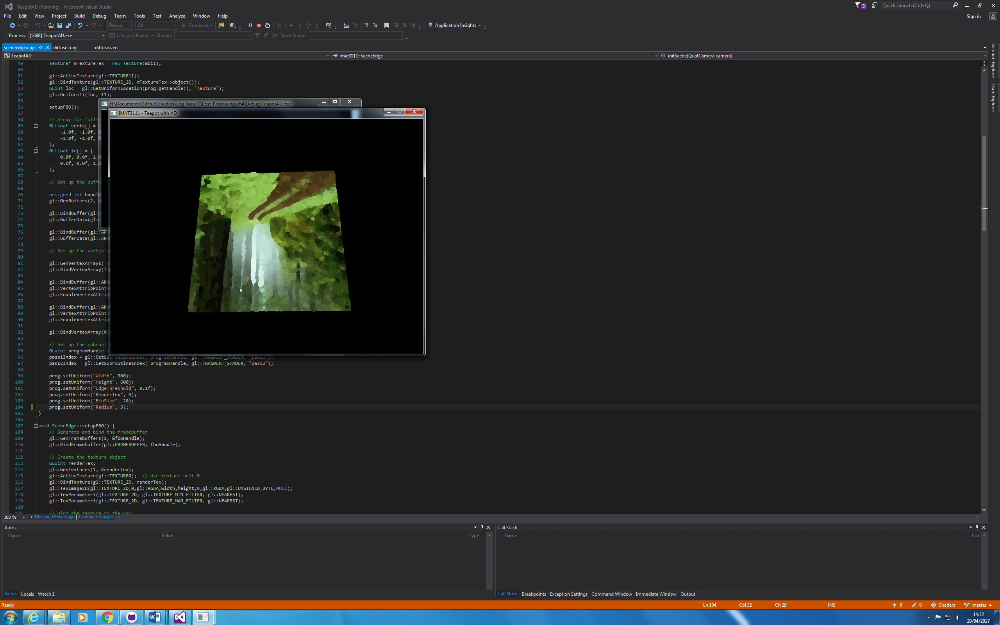 TeapotAD (Running) - Microsoft Visual Studio
3
Quick Launch (Ctrl+Q)
File Edit View Project Build Debug Team Tools Test Analyze Window Help
Sign in
Debug x64 Continue Application Insights
Process: [5688] TeapotAD.exe Lifecycle Events Thread: Stack Frame:
sceneedge.cpp diffuse.frag diffuse.vert
TeapotAD imat3111::SceneEdge initScene(QuatCamera camera)
Solution Explorer
Team Explorer
49 Texture* mTextureTex = new Texture(mbit);
50
51 gl::ActiveTexture(gl::TEXTURE11);
52 gl::BindTexture(gl::TEXTURE_2D, mTextureTex->object());
53 GLint loc = gl::GetUniformLocation(prog.getHandle(), "Texture");
54 gl::Uniform1i(loc, 11);
55
H:\Documents\GitHub\Shaders\Log Book C\Post-Processing\x64\Debug\TeapotAD.exe
56 setupFBO();
57
IMAT3111 - Teapot with AD
58 // Array for full-
59 GLfloat verts[] =
60 -1.0f, -1.0f,
61 -1.0f, -1.0f,
62 };
63 GLfloat tc[] = {
64 0.0f, 0.0f, 1.
65 0.0f, 0.0f, 1.
66 };
67
68 // Set up the buff
69
70 unsigned int handl
71 gl::GenBuffers(2,
72
73 gl::BindBuffer(gl:
74 gl::BufferData(gl:
75
76 gl::BindBuffer(gl::AR
77 gl::BufferData(gl::AR
78
79 // Set up the vertex
80
81 gl::GenVertexArrays(
82 gl::BindVertexArray(f
83
84 gl::BindBuffer(gl::AR
85 gl::VertexAttribPoint
86 gl::EnableVertexAttri
87
88 gl::BindBuffer(gl::AR
89 gl::VertexAttribPoint
90 gl::EnableVertexAttri
91
92 gl::BindVertexArray(0
93
94 // Set up the subrout
95 GLuint programHandle
96 pass1Index = gl::GetSubroutineIndex( programHandle, gl::FRAGMENT_SHADER, "pass1");
97 pass2Index = gl::GetSubroutineIndex( programHandle, gl::FRAGMENT_SHADER, "pass2");
98
99 prog.setUniform("Width", 800);
100 prog.setUniform("Height", 600);
101 prog.setUniform("EdgeThreshold", 0.1f);
102 prog.setUniform("RenderTex", 0);
103 prog.setUniform("BinSize", 20);
104 prog.setUniform("Radius", 5);
105 }
106
107 void SceneEdge::setupFBO() {
108 // Generate and bind the framebuffer
109 gl::GenFramebuffers(1, &fboHandle);
110 gl::BindFramebuffer(gl::FRAMEBUFFER, fboHandle);
111
112 // Create the texture object
113 GLuint renderTex;
114 gl::GenTextures(1, &renderTex);
115 gl::ActiveTexture(gl::TEXTURE0); // Use texture unit 0
116 gl::BindTexture(gl::TEXTURE_2D, renderTex);
117 gl::TexImage2D(gl::TEXTURE_2D,0,gl::RGBA,width,height,0,gl::RGBA,gl::UNSIGNED_BYTE,NULL);
118 gl::TexParameteri(gl::TEXTURE_2D, gl::TEXTURE_MIN_FILTER, gl::NEAREST);
119 gl::TexParameteri(gl::TEXTURE_2D, gl::TEXTURE_MAG_FILTER, gl::NEAREST);
120
121 // Bind the texture to the FBO
100 % EllaLion, 16 hours ago | 1 author, 2 changes
Autos
Name Value Type
Call Stack
Name Lang
Autos Locals Watch 1
Call Stack Breakpoints Exception Settings Command Window Immediate Window Output
Ready Ln 104 Col 32 Ch 29 INS 0 0 Shaders master
14:32
20/04/2017